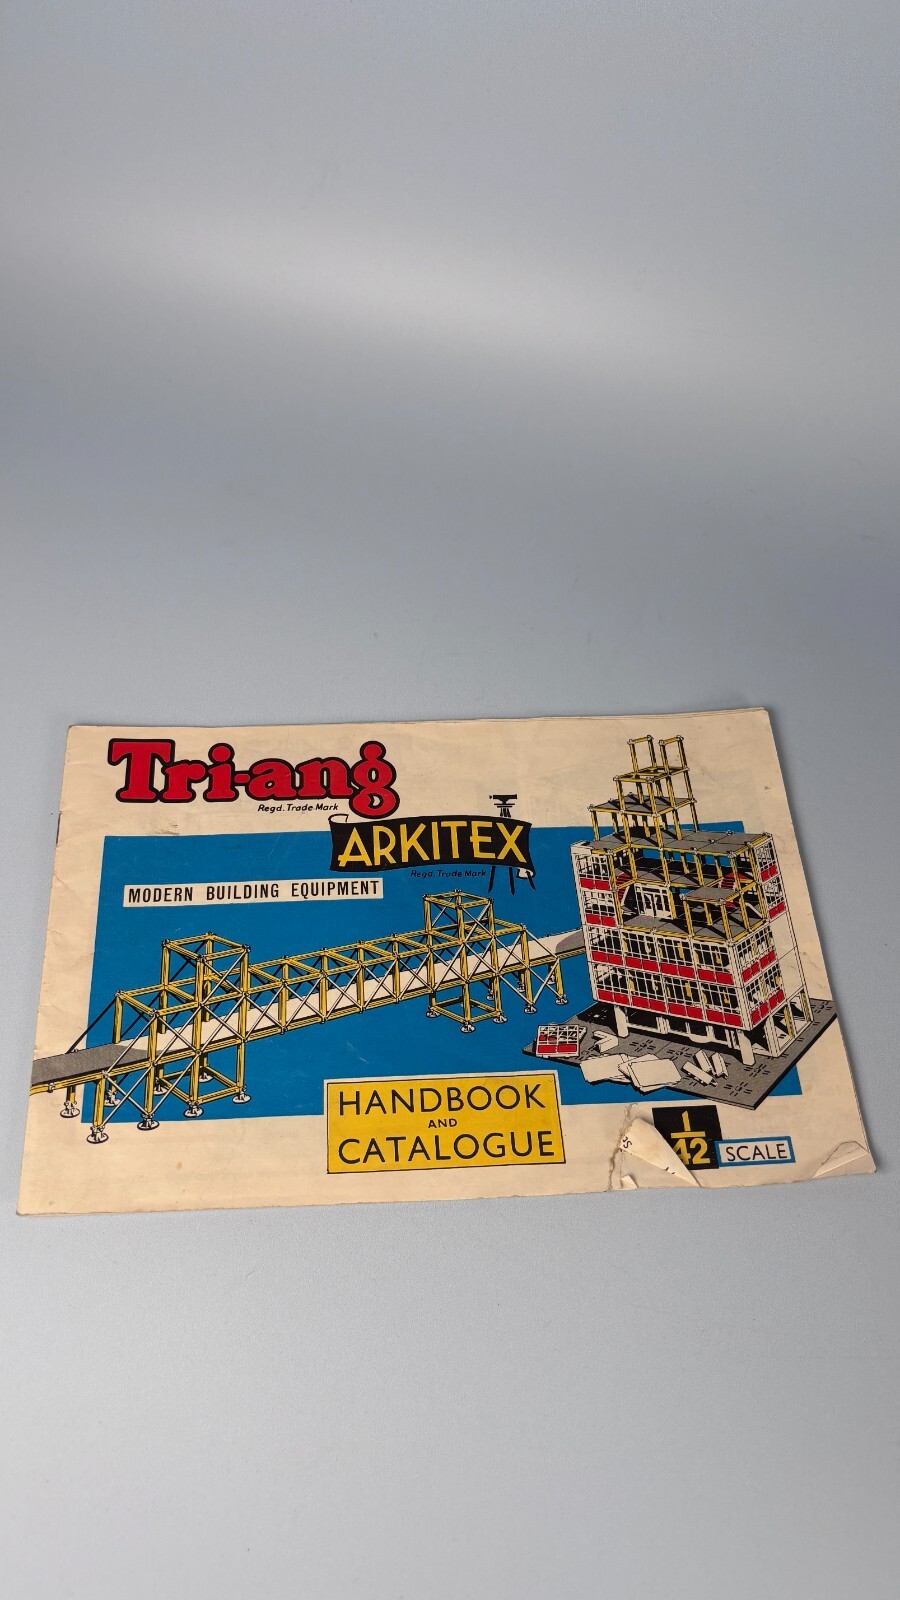 Tri-ang
Regd. Trade Mark
ARKITEX
Regd. Trade Mark
MODERN BUILDING EQUIPMENT
HANDBOOK
AND
CATALOGUE
1
42
SCALE